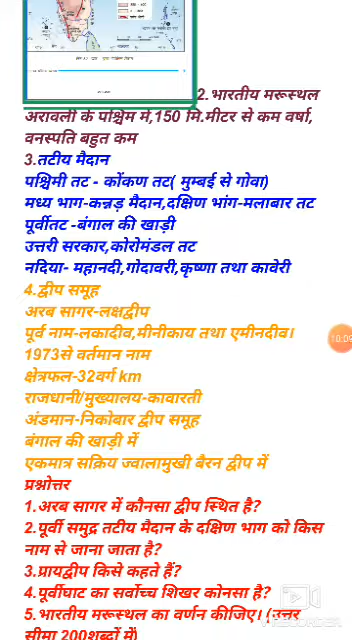 2.भारतीय मरूस्थल
अरावली के पश्चिम में,150 मि.मीटर से कम वर्षा,
वनस्पति बहुत कम
3.तटीय मैदान
पश्चिमी तट - कोंकण तट( मुम्बई से गोवा)
मध्य भाग-कन्नड़ मैदान,दक्षिण भांग-मलाबार तट
पूर्वीतट -बंगाल की खाड़ी
उत्तरी सरकार,कोरोमंडल तट
नदिया- महानदी,गोदावरी,कृष्णा तथा कावेरी
4.द्वीप समूह
अरब सागर-लक्षद्वीप
पूर्व नाम-लकादीव,मीनीकाय तथा एमीनदीव।
1973से वर्तमान नाम
क्षेत्रफल-32वर्ग km
राजधानी/मुख्यालय-कावारती
अंडमान-निकोबार द्वीप समूह
बंगाल की खाड़ी में
एकमात्र सक्रिय ज्वालामुखी बैरन द्वीप में
प्रश्नोत्तर
1.अरब सागर में कौनसा द्वीप स्थित है?
2.पूर्वी समुद्र तटीय मैदान के दक्षिण भाग को किस
नाम से जाना जाता है?
3.प्रायद्वीप किसे कहते हैं?
4.पूर्वीघाट का सर्वोच्च शिखर कोनसा है?
5.भारतीय मरूस्थल का वर्णन कीजिए। (उत्तर
सीमा 200शब्दों में)